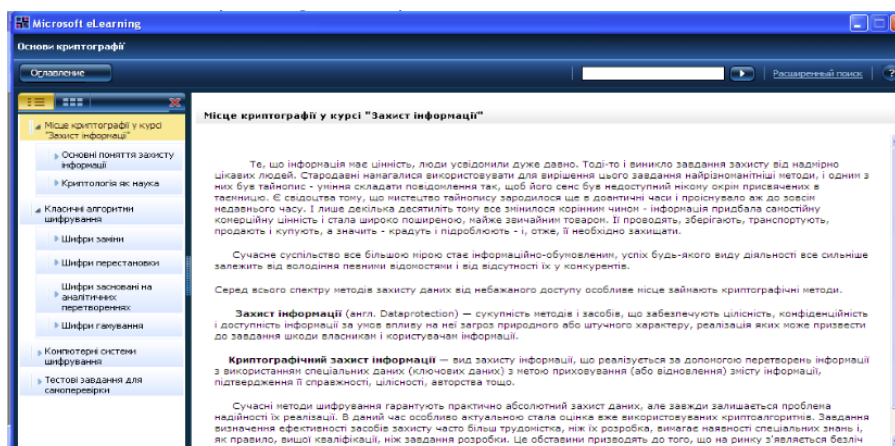 Microsoft eLearning
Основи криптографії
Оглавление
Расширенный поиск
?
Місце криптографії у курсі
"Захист інформації"
Основні поняття захисту
інформації
Криптологія як наука
Класичні алгоритми
шифрування
Шифри заміни
Шифри перестановки
Шифри засновані на
аналітичних
перетвореннях
Шифри гамування
Комп'ютерні системи
шифрування
Тестові завдання для
самоперевірки
Місце криптографії у курсі "Захист інформації"
Те, що інформація має цінність, люди усвідомили дуже давно. Тоді-то і виникло завдання захисту від надмірно
цікавих людей. Стародавні намагалися використовувати для вирішення цього завдання найрізноманітніші методи, і одним з
них був тайнопис - уміння складати повідомлення так, щоб його сенс був недоступний нікому окрім присвячених в
таємницю. Є свідоцтва тому, що мистецтво тайнопису зародилося ще в доантичні часи і проіснувало аж до зовсім
недавнього часу. І лише декілька десятиліть тому все змінилося корінним чином - інформація придбала самостійну
комерційну цінність і стала широко поширеною, майже звичайним товаром. Її проводять, зберігають, транспортують,
продають і купують, а значить - крадуть і підроблюють - і, отже, її необхідно захищати.
Сучасне суспільство все більшою мірою стає інформаційно-обумовленим, успіх будь-якого виду діяльності все сильніше
залежить від володіння певними відомостями і від відсутності їх у конкурентів.
Серед всього спектру методів захисту даних від небажаного доступу особливе місце займають криптографічні методи.
Захист інформації (англ. Dataprotection) — сукупність методів і засобів, що забезпечують цілісність, конфіденційність
і доступність інформації за умов впливу на неї загроз природного або штучного характеру, реалізація яких може призвести
до завдання шкоди власникам і користувачам інформації.
Криптографічний захист інформації — вид захисту інформації, що реалізується за допомогою перетворень інформації
з використанням спеціальних даних (ключових даних) з метою приховування (або відновлення) змісту інформації,
підтвердження її справжності, цілісності, авторства тощо.
Сучасні методи шифрування гарантують практично абсолютний захист даних, але завжди залишається проблема
надійності їх реалізації. В даний час особливо актуальною стала оцінка вже використовуваних криптоалгоритмів. Завдання
визначення ефективності засобів захисту часто більш трудомістка, ніж їх розробка, вимагає наявності спеціальних знань і,
як правило, вищої кваліфікації, ніж завдання розробки. Це обставини призводять до того, що на ринку з'являється безліч